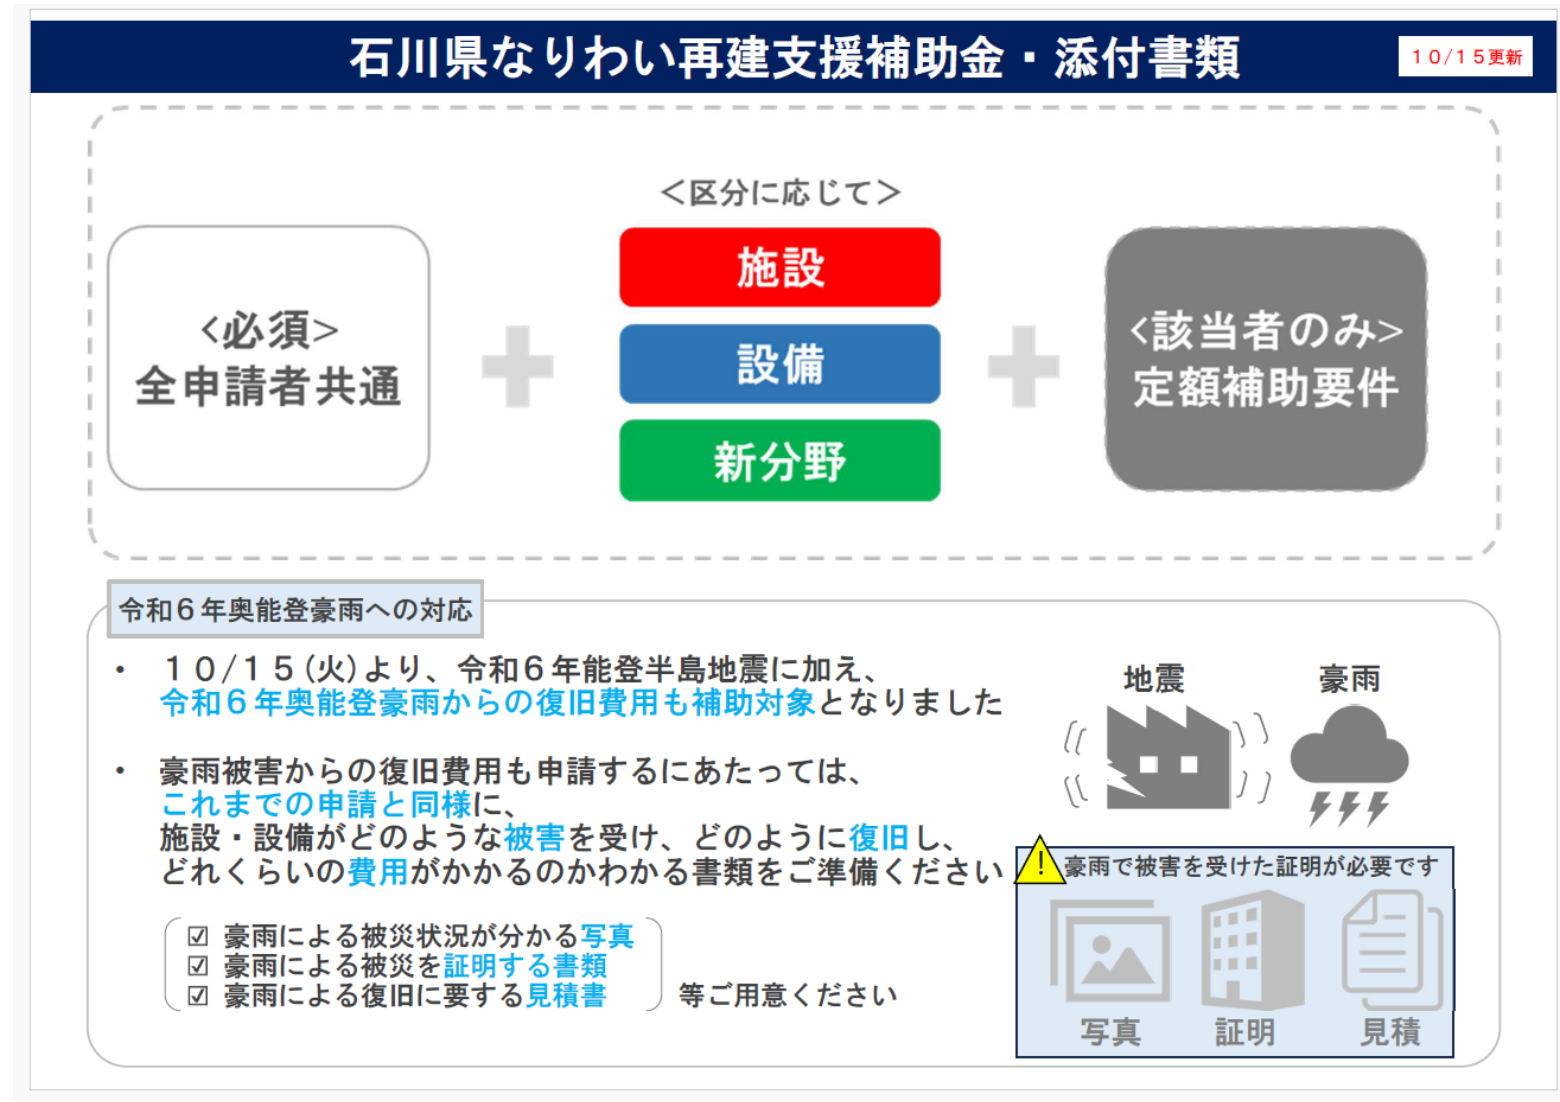 石川県なりわい再建支援補助金・添付書類
１０/１５更新
＜区分に応じて＞
<必須>
全申請者共通
施設
設備
新分野
<該当者のみ>
定額補助要件
令和６年奥能登豪雨への対応
・ １０/１５(火)より、令和６年能登半島地震に加え、
令和６年奥能登豪雨からの復旧費用も補助対象となりました
・ 豪雨被害からの復旧費用も申請するにあたっては、
これまでの申請と同様に、
施設・設備がどのような被害を受け、どのように復旧し、
どれくらいの費用がかかるのかわかる書類をご準備ください
☑ 豪雨による被災状況が分かる写真
☑ 豪雨による被災を証明する書類
☑ 豪雨による復旧に要する見積書
等ご用意ください
地震
豪雨
! 豪雨で被害を受けた証明が必要です
写真
証明
見積